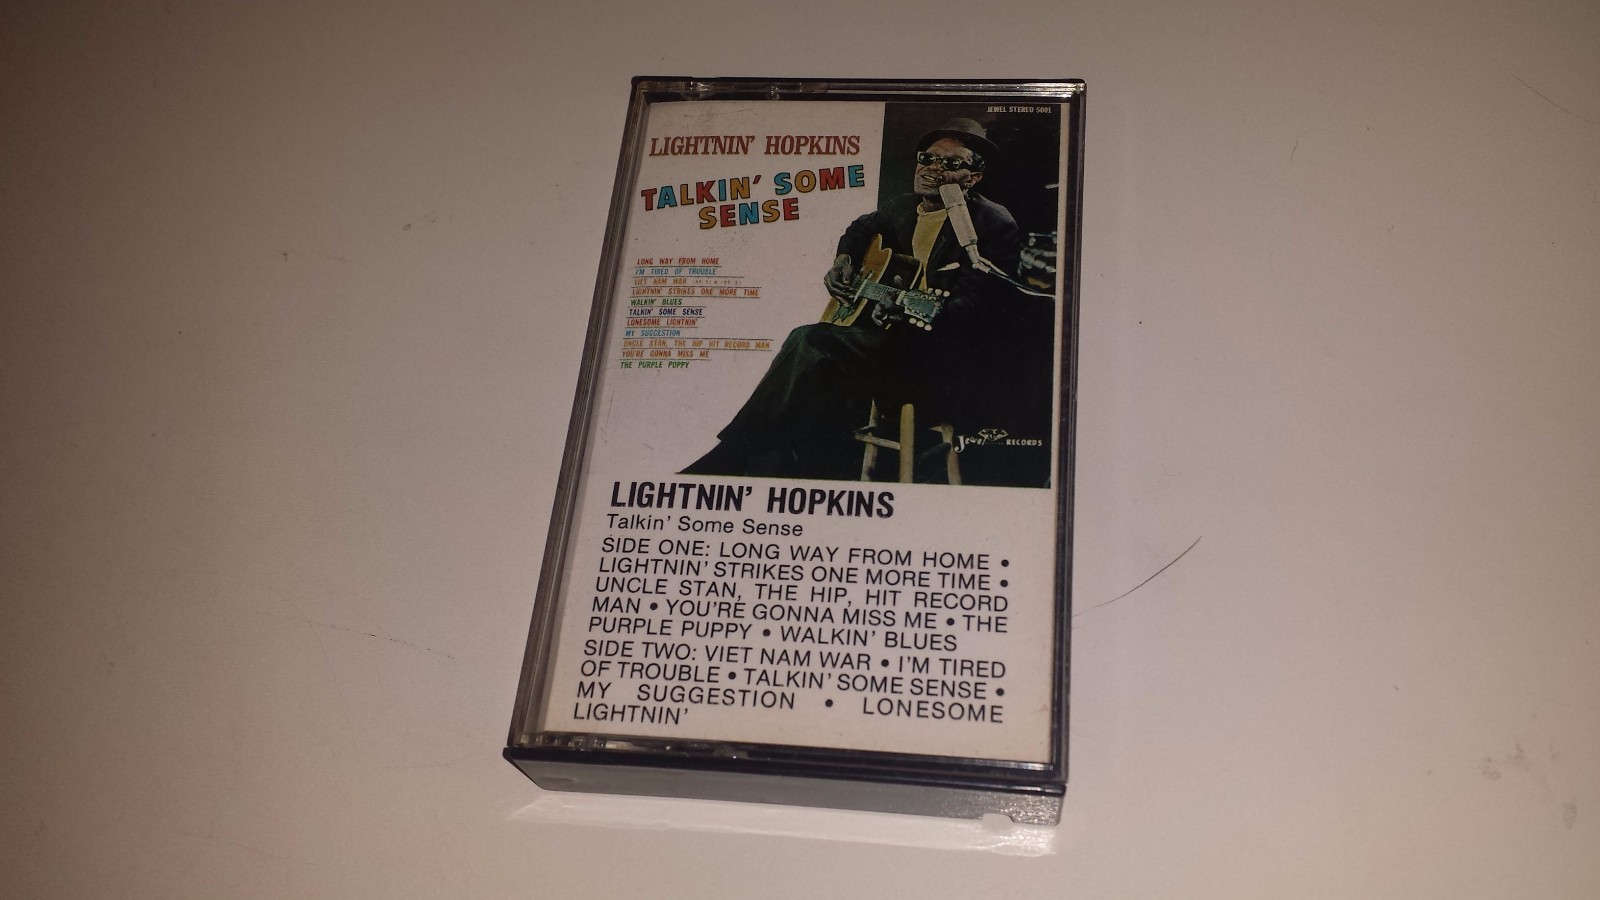 JEWEL STEREO 5001
LIGHTNIN' HOPKINS
TALKIN' SOME
SENSE
LONG WAY FROM HOME
I'M TIRED OF TROUBLE
VIET NAM WAR
LIGHTNIN' STRIKES ONE MORE TIME
WALKIN' BLUES
TALKIN' SOME SENSE
LONESOME LIGHTNIN'
MY SUGGESTION
UNCLE STAN, THE HIP HIT RECORD MAN
YOU'RE GONNA MISS ME
THE PURPLE PUPPY
Jewel RECORDS
LIGHTNIN' HOPKINS
Talkin' Some Sense
SIDE ONE: LONG WAY FROM HOME •
LIGHTNIN' STRIKES ONE MORE TIME •
UNCLE STAN, THE HIP, HIT RECORD
MAN • YOU'RE GONNA MISS ME • THE
PURPLE PUPPY • WALKIN' BLUES
SIDE TWO: VIET NAM WAR • I'M TIRED
OF TROUBLE • TALKIN' SOME SENSE •
MY SUGGESTION • LONESOME
LIGHTNIN'